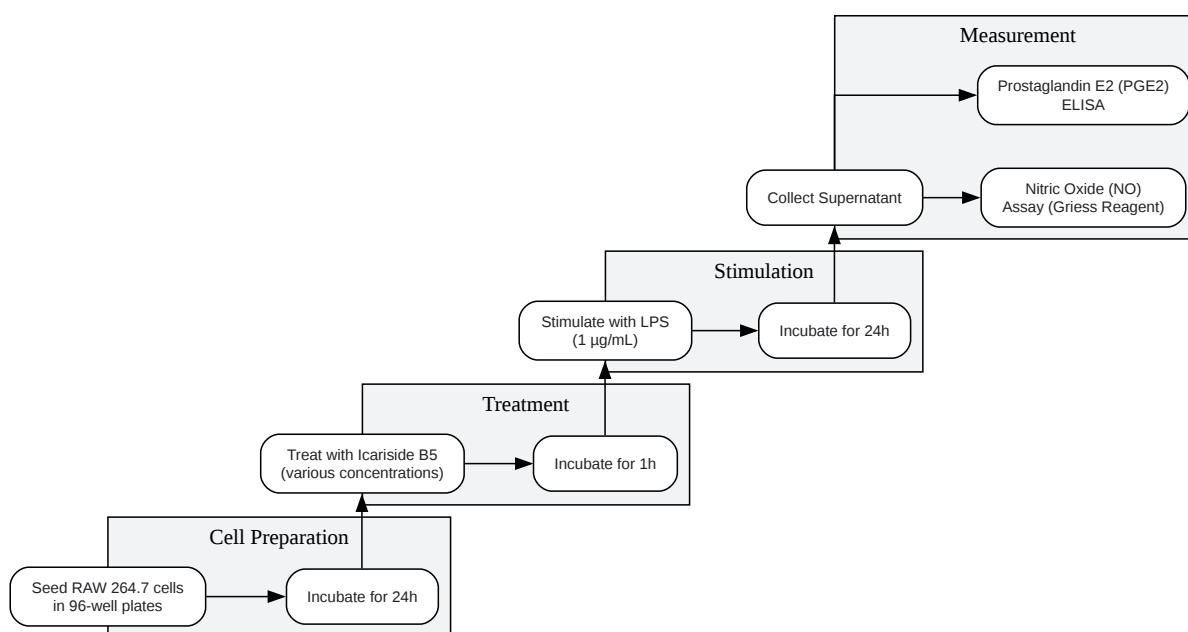 Measurement
Prostaglandin E2 (PGE2)
ELISA
Collect Supernatant
Nitric Oxide (NO)
Assay (Griess Reagent)
Stimulation
Stimulate with LPS
(1 µg/mL)
Incubate for 24h
Treatment
Treat with Icariside B5
(various concentrations)
Incubate for 1h
Cell Preparation
Seed RAW 264.7 cells
in 96-well plates
Incubate for 24h